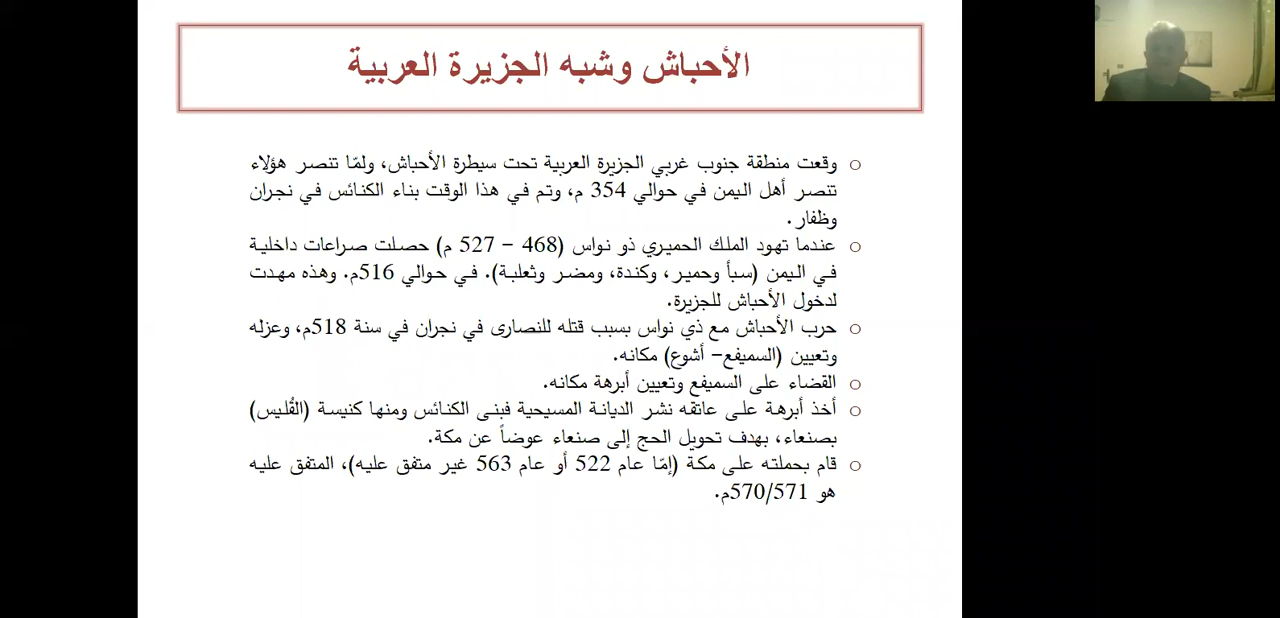 الأحباش وشبه الجزيرة العربية
○ وقعت منطقة جنوب غربي الجزيرة العربية تحت سيطرة الأحباش، ولمّا تنصر هؤلاء
تنصر أهل اليمن في حوالي 354 م، وتم في هذا الوقت بناء الكنائس في نجران
وظفار.
○ عندما تهود الملك الحميري ذو نواس (468 – 527 م) حصلت صراعات داخلية
في اليمن (سبأ وحمير، وكندة، ومضر وثعلبة). في حوالي 516م. وهذه مهدت
لدخول الأحباش للجزيرة.
○ حرب الأحباش مع ذي نواس بسبب قتله للنصارى في نجران في سنة 518م، وعزله
وتعيين (السميفع– أشوع) مكانه.
○ القضاء على السميفع وتعيين أبرهة مكانه.
○ أخذ أبرهة على عاتقه نشر الديانة المسيحية فبنى الكنائس ومنها كنيسة (القُليس)
بصنعاء، بهدف تحويل الحج إلى صنعاء عوضاً عن مكة.
○ قام بحملته على مكة (إمّا عام 522 أو عام 563 غير متفق عليه)، المتفق عليه
هو 570/571م.